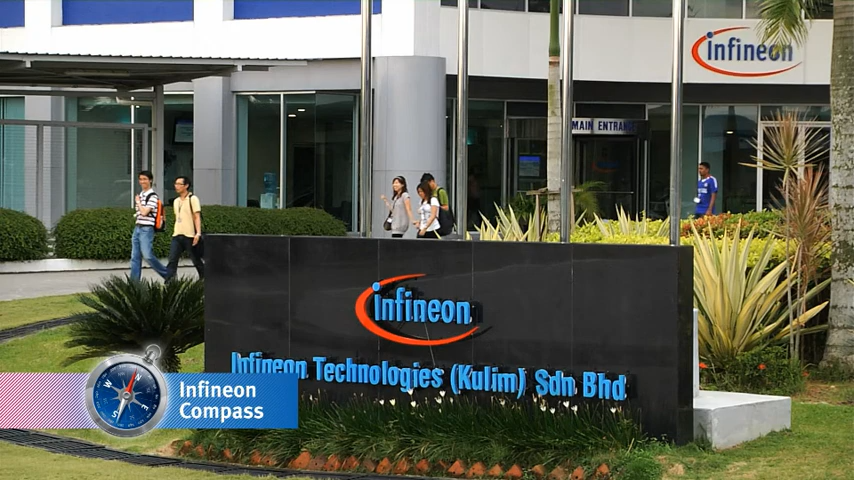 infineon
MAIN ENTRANCE
infineon
Infineon Technologies (Kulim) Sdn Bhd
N
W
E
S
Infineon
Compass